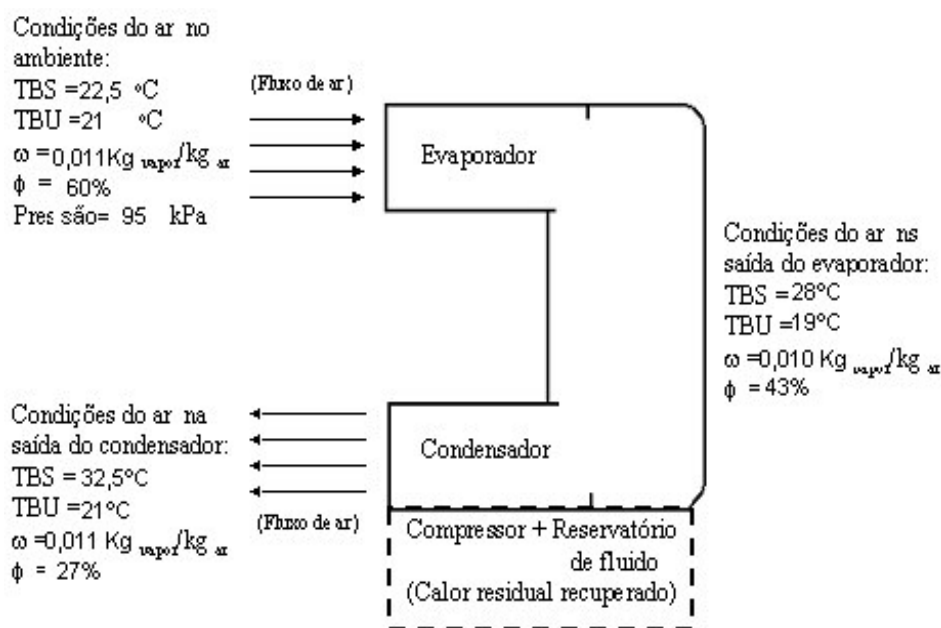 Condições do ar no
ambiente:
TBS =22,5 °C
TBU =21 °C
ω =0,011Kg vapor/kg ar
ϕ = 60%
Pres são= 95 kPa
(Fluxo de ar)
Evaporador
Condições do ar ns
saída do evaporador:
TBS =28°C
TBU =19°C
ω =0,010 Kg vapor/kg ar
ϕ = 43%
Condições do ar na
saída do condensador:
TBS = 32,5°C
TBU =21°C
ω =0,011 Kg vapor/kg ar
ϕ = 27%
(Fluxo de ar)
Condensador
Compressor + Reservatório
de fluido
(Calor residual recuperado)